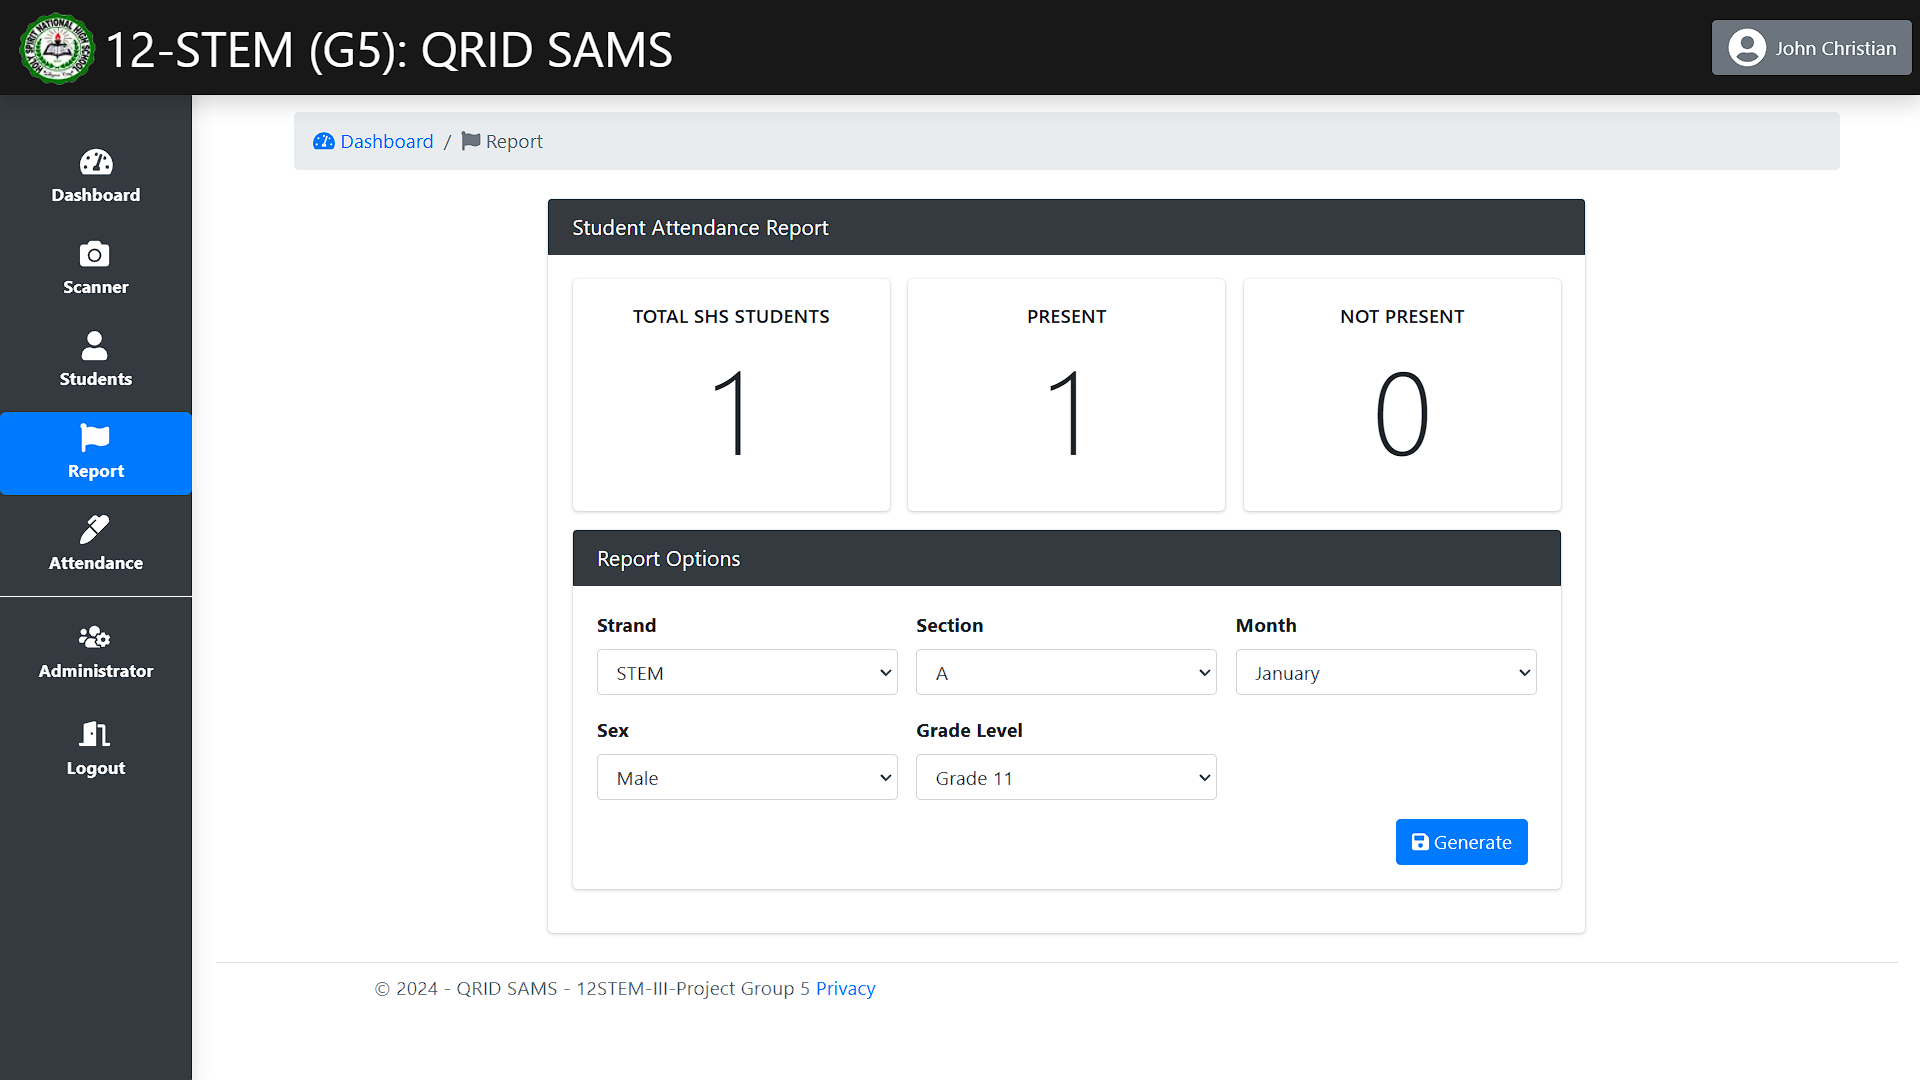 12-STEM (G5): QRID SAMS
John Christian
Dashboard
Scanner
Students
Report
Attendance
Administrator
Logout
Dashboard / Report
Student Attendance Report
TOTAL SHS STUDENTS
1
PRESENT
1
NOT PRESENT
0
Report Options
Strand
STEM
Section
A
Month
January
Sex
Male
Grade Level
Grade 11
Generate
© 2024 - QRID SAMS - 12STEM-III-Project Group 5 Privacy